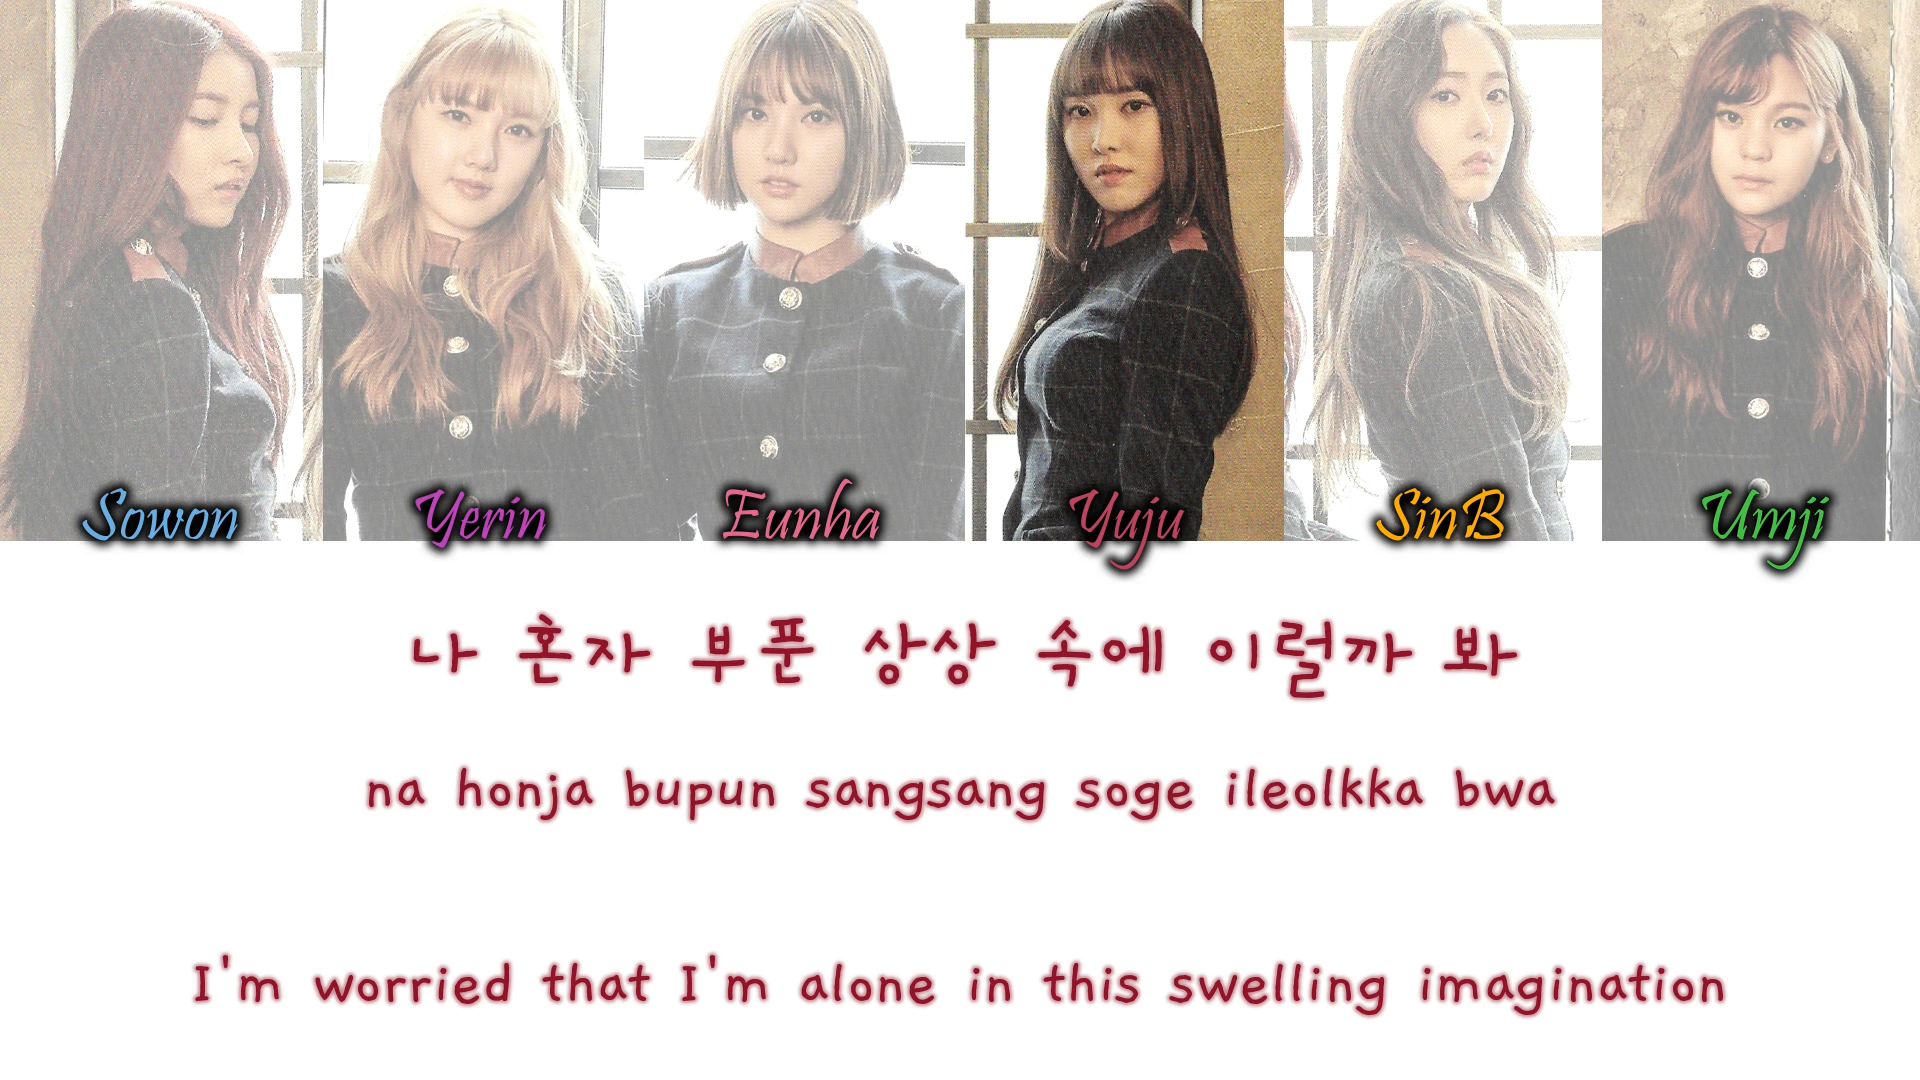 Sowon Yerin Eunha Yuju SinB Umji
나 혼자 부푼 상상 속에 이럴까 봐
na honja bupun sangsang soge ileolkka bwa
I'm worried that I'm alone in this swelling imagination